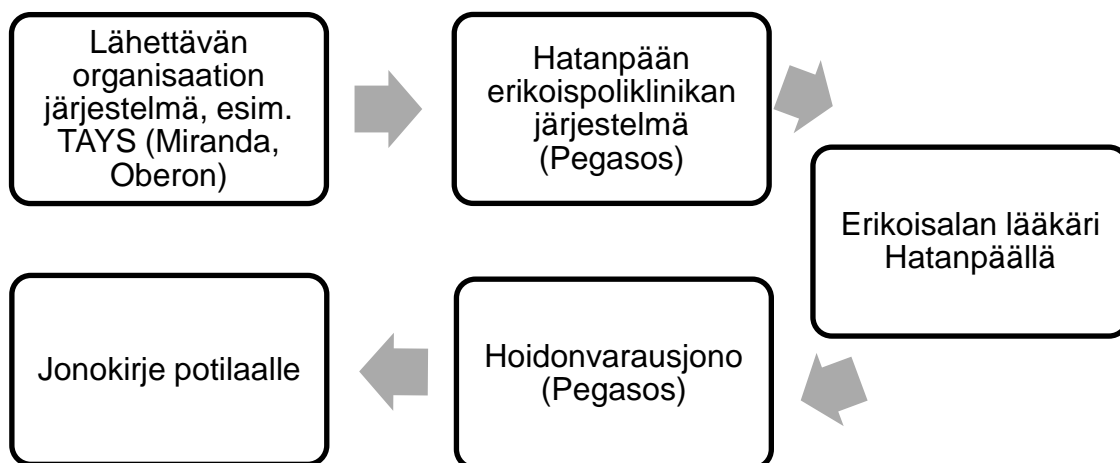 Lähettävän
organisaation
järjestelmä, esim.
TAYS (Miranda,
Oberon)
Hatanpään
erikoispoliklinikan
järjestelmä
(Pegasos)
Erikoisalan lääkäri
Hatanpäällä
Hoidonvarausjono
(Pegasos)
Jonokirje potilaalle